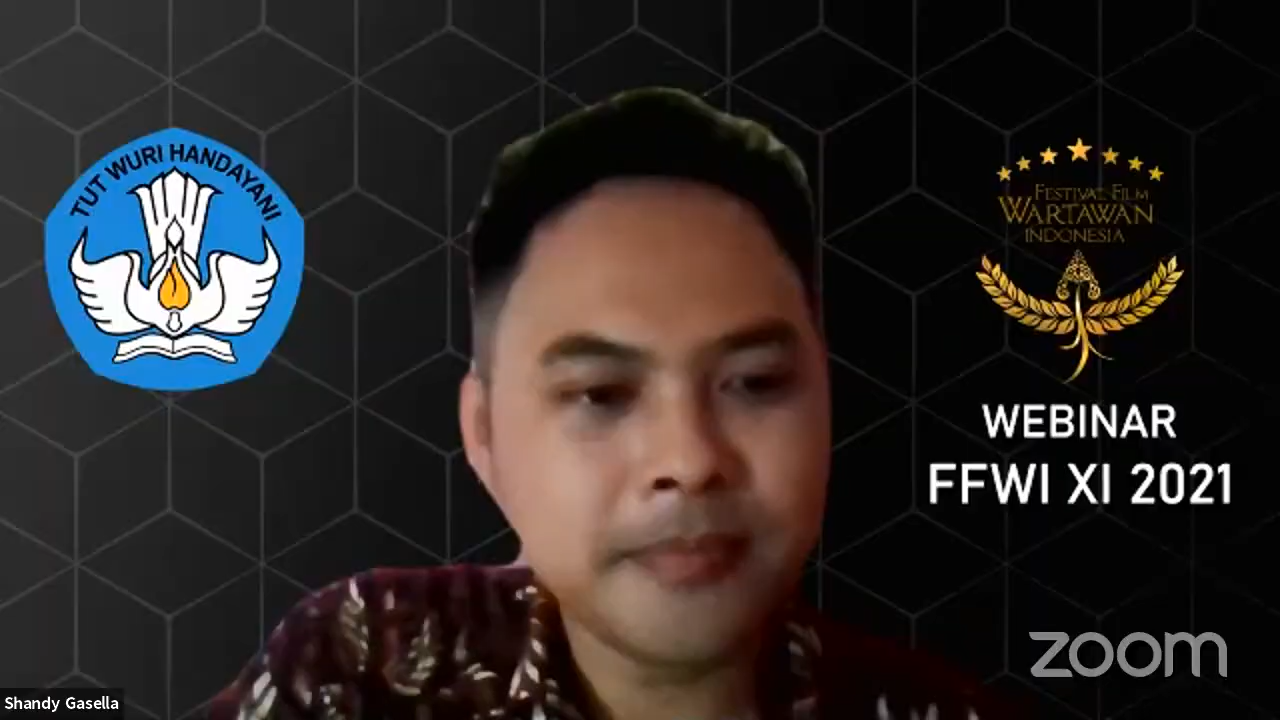 TUT WURI HANDAYANI
FESTIVAL FILM
WARTAWAN
INDONESIA
WEBINAR
FFWI XI 2021
zoom
Shandy Gasella